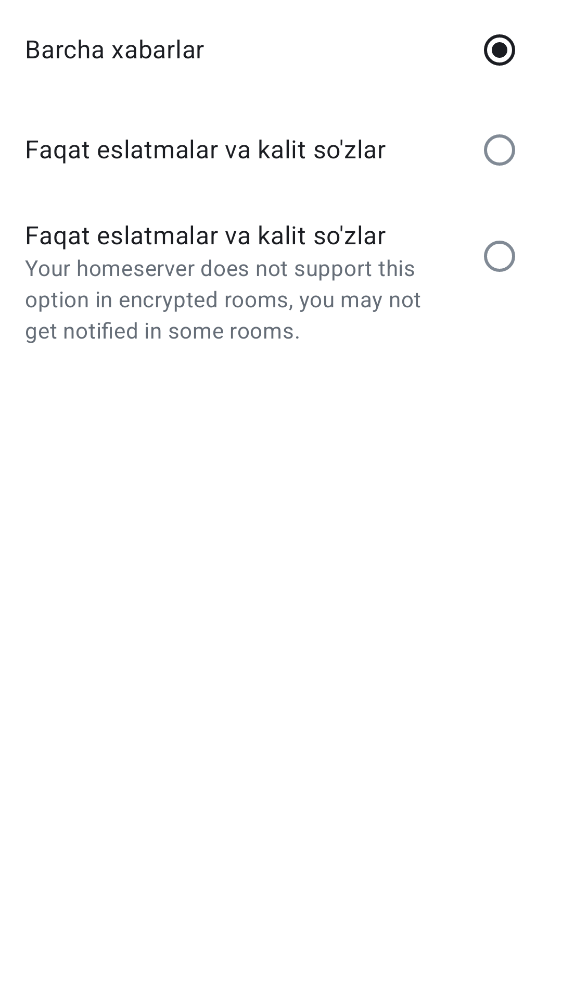 Barcha xabarlar
Faqat eslatmalar va kalit so'zlar
Faqat eslatmalar va kalit so'zlar
Your homeserver does not support this
option in encrypted rooms, you may not
get notified in some rooms.